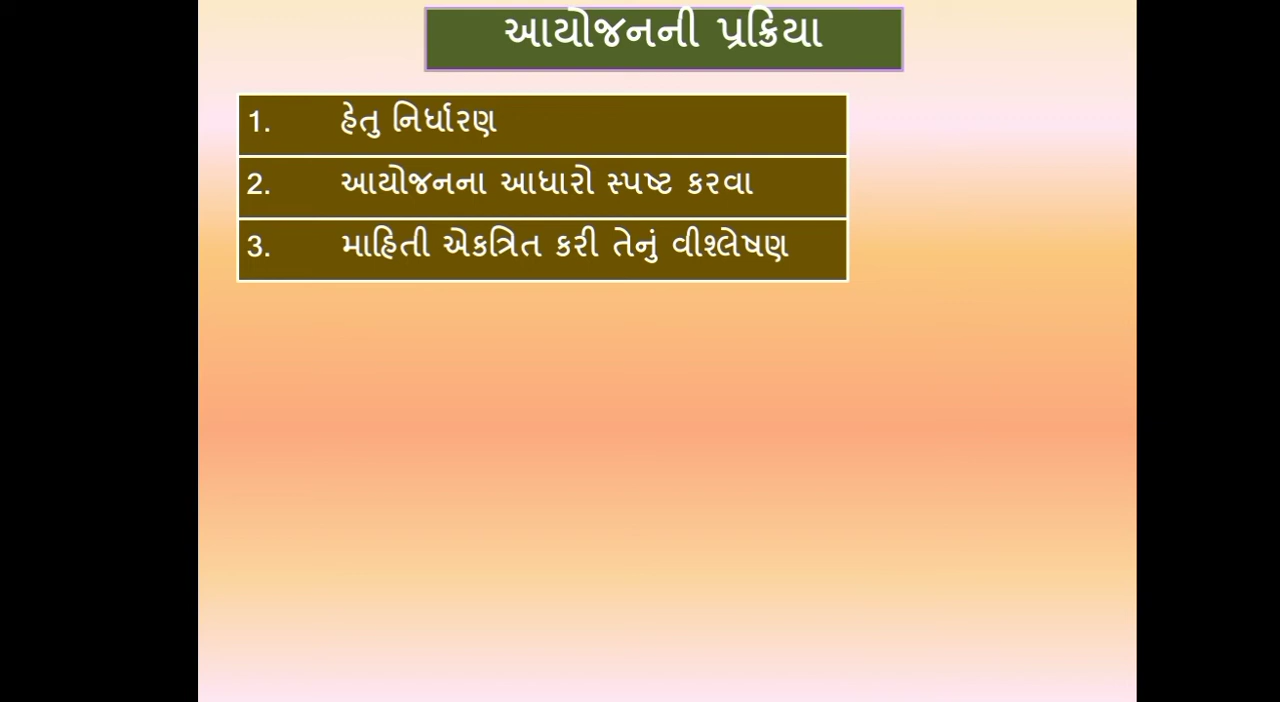 આયોજનની પ્રક્રિયા
1. હેતુ નિર્ધારણ
2. આયોજનના આધારો સ્પષ્ટ કરવા
3. માહિતી એકત્રિત કરી તેનું વીશ્લેષણ